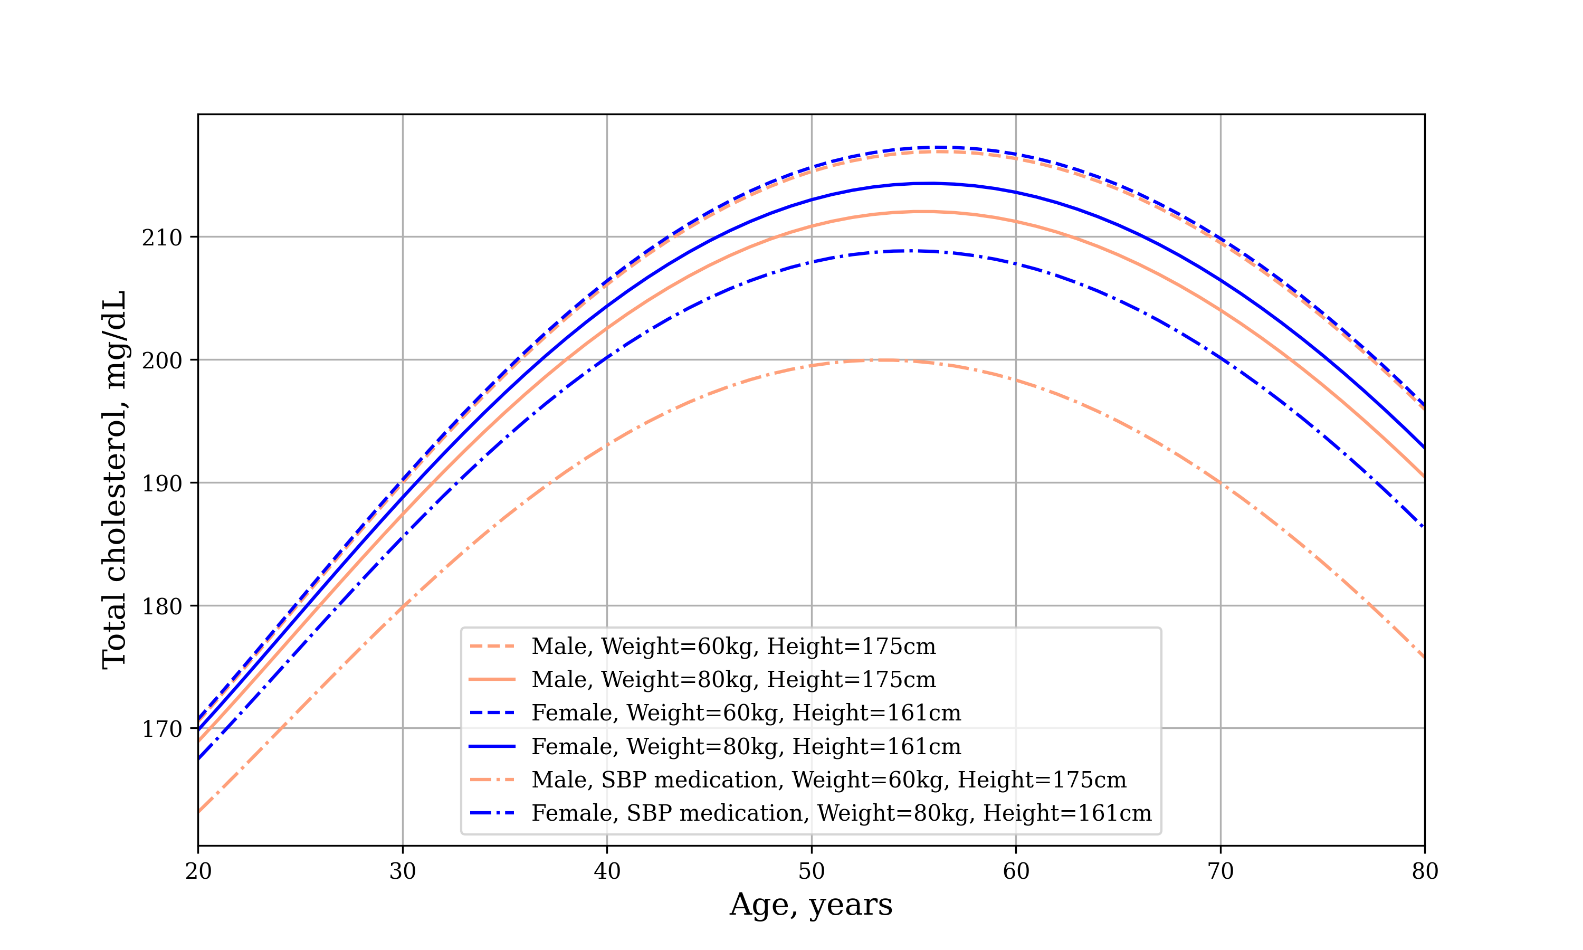 Total cholesterol, mg/dL
210
200
190
180
170
Male, Weight=60kg, Height=175cm
Male, Weight=80kg, Height=175cm
Female, Weight=60kg, Height=161cm
Female, Weight=80kg, Height=161cm
Male, SBP medication, Weight=60kg, Height=175cm
Female, SBP medication, Weight=80kg, Height=161cm
20 30 40 50 60 70 80
Age, years